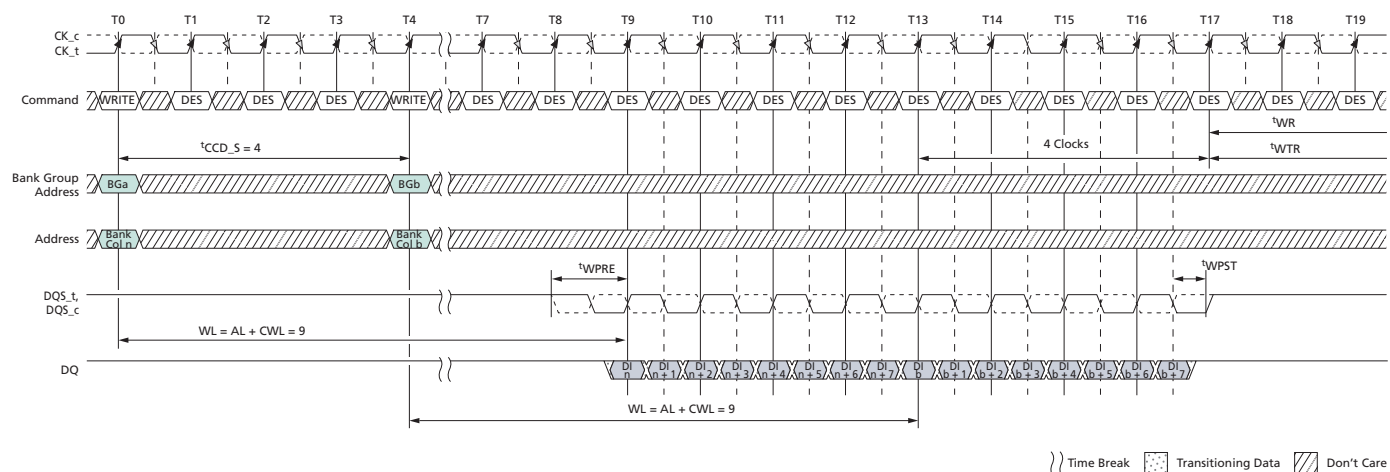 T0 T1 T2 T3 T4 T7 T8 T9 T10 T11 T12 T13 T14 T15 T16 T17 T18 T19
CK_c
CK_t
Command WRITE DES DES DES WRITE DES DES DES DES DES DES DES DES DES DES DES DES DES
tWR
tCCD_S = 4 4 Clocks tWTR
Bank Group
Address BGa BGb
Address Bank
Col n Bank
Col b
tWPRE tWPST
DQS_t,
DQS_c
WL = AL + CWL = 9
DQ DI
n DI
n + 1 DI
n + 2 DI
n + 3 DI
n + 4 DI
n + 5 DI
n + 6 DI
n + 7 DI
b DI
b + 1 DI
b + 2 DI
b + 3 DI
b + 4 DI
b + 5 DI
b + 6 DI
b + 7
WL = AL + CWL = 9
Time Break Transitioning Data Don't Care